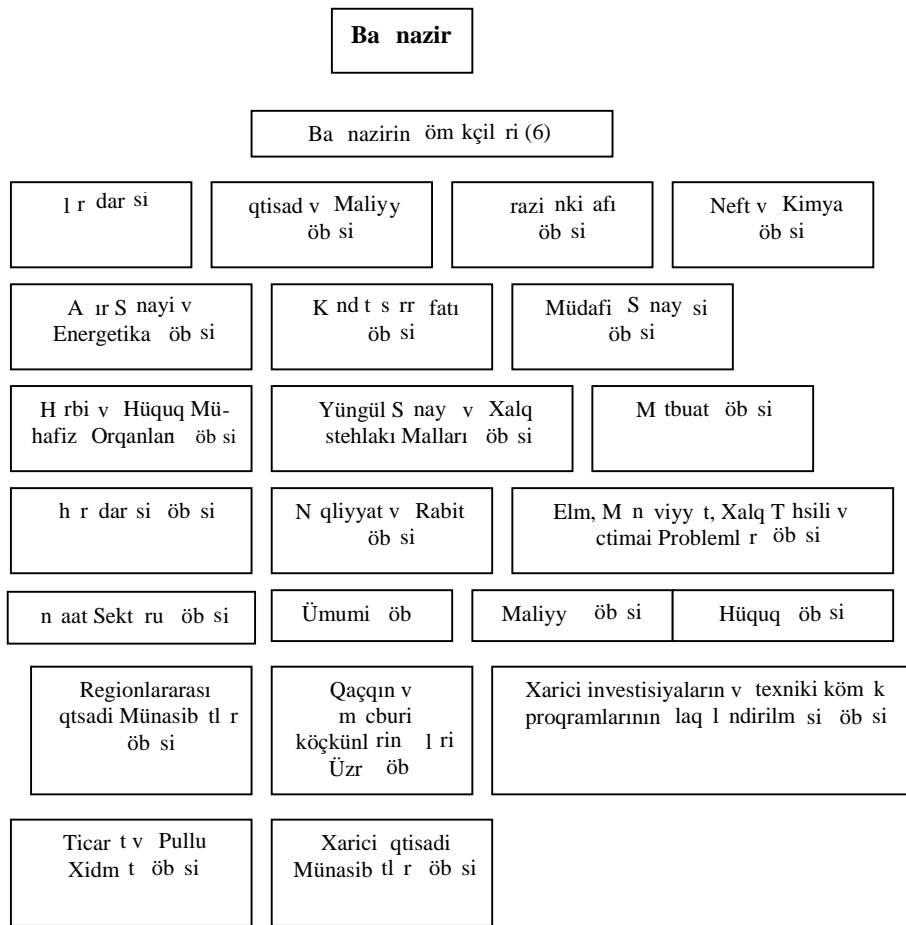 Ba nazir
Ba nazirin öm kçil ri (6)
l r dar si
qtisad v Maliyy
öb si
razi nki afı
öb si
Neft v Kimya
öb si
A ır S nayi v
Energetika öb si
K nd t s rr fatı
öb si
Müdafi S nay si
öb si
H rbi v Hüquq Mü-
hafiz Orqanları öb si
Yüngül S nay v Xalq
stehlakı Malları öb si
M tbuat öb si
h r dar si öb si
N qliyyat v Rabit
öb si
Elm, M n viyy t, Xalq T hsili v
ctimai Probleml r öb si
n aat Sekt ru öb si
Ümumi öb
Maliyy öb si
Hüquq öb si
Regionlararası
qtsadi Münasib tl r
öb si
Qaçqın v
m cburi
köçkünl rin l ri
Üzr öb
Xarici investisiyaların v texniki köm k
proqramlarının laq l ndirilm si öb si
Ticar t v Pullu
Xidm t öb si
Xarici qtisadi
Münasib tl r öb si